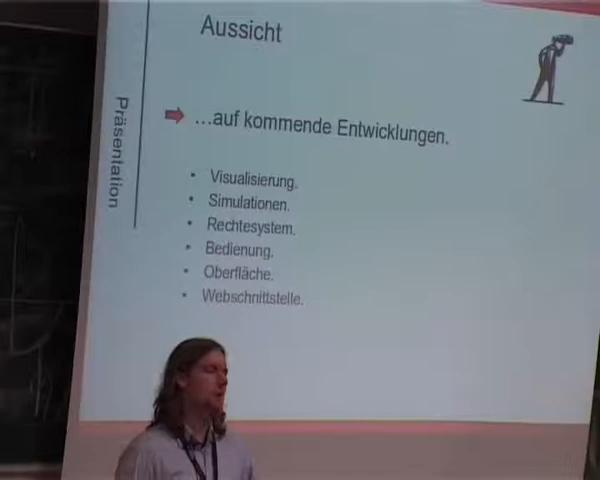 Aussicht
Präsentation
...auf kommende Entwicklungen.
• Visualisierung.
• Simulationen.
• Rechtesystem.
• Bedienung.
• Oberfläche.
• Webschnittstelle.